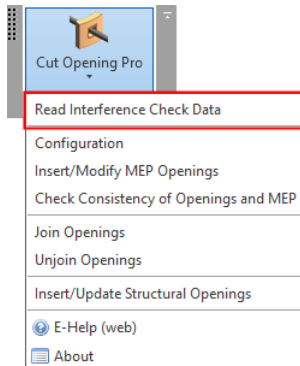 Cut Opening Pro
Read Interference Check Data
Configuration
Insert/Modify MEP Openings
Check Consistency of Openings and MEP
Join Openings
Unjoin Openings
Insert/Update Structural Openings
E-Help (web)
About